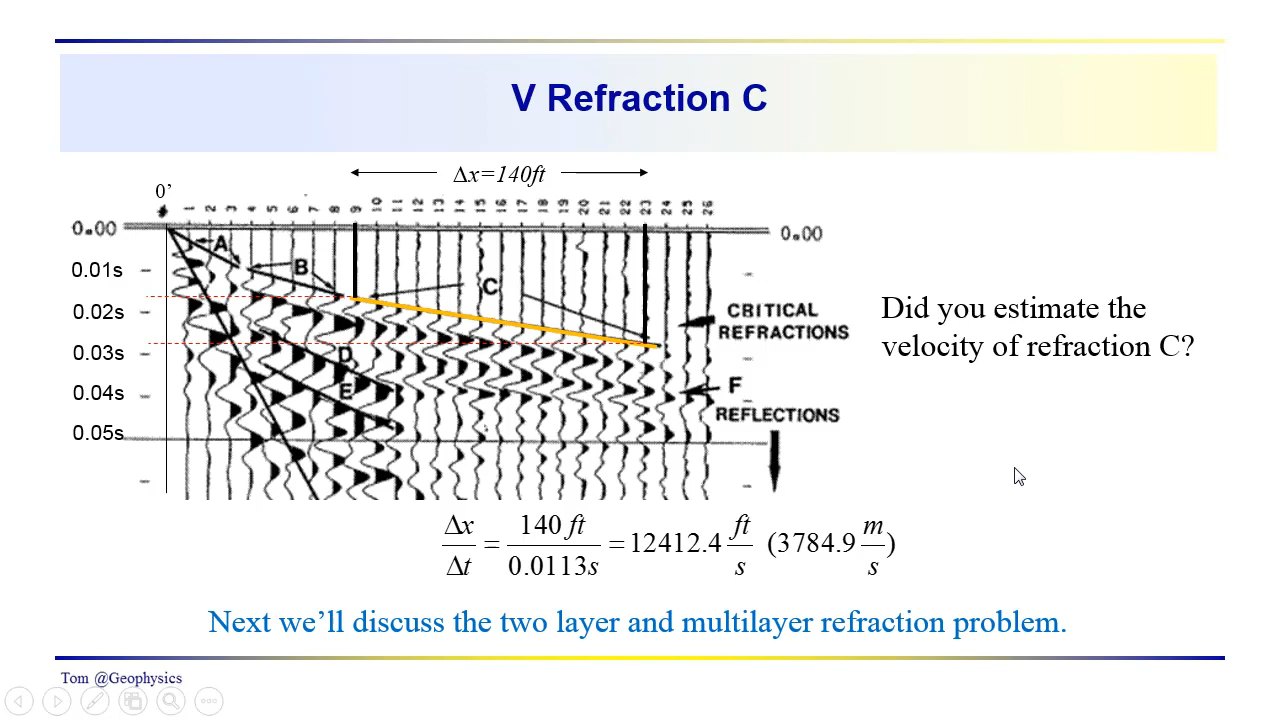 V Refraction C
Δx=140ft
0’
1 2 3 4 5 6 7 8 9 10 11 12 13 14 15 16 17 18 19 20 21 22 23 24 25 26
0.00
0.00
A
0.01s
B
C
0.02s
CRITICAL
REFRACTIONS
Did you estimate the
velocity of refraction C?
0.03s
D
0.04s
E
F
REFLECTIONS
0.05s
Δx/Δt = 140 ft/0.0113s = 12412.4 ft/s (3784.9 m/s)
Next we’ll discuss the two layer and multilayer refraction problem.
Tom @Geophysics